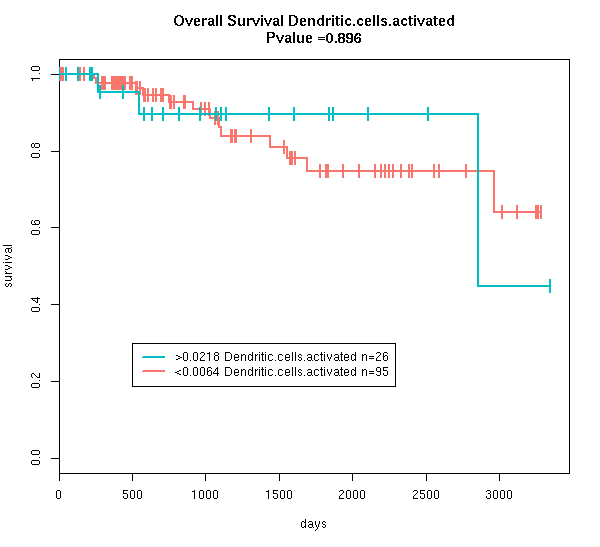 Overall Survival Dendritic.cells.activated
Pvalue =0.896
survival
1.0
0.8
0.6
0.4
0.2
0.0
>0.0218 Dendritic.cells.activated n=26
<0.0064 Dendritic.cells.activated n=95
0 500 1000 1500 2000 2500 3000
days